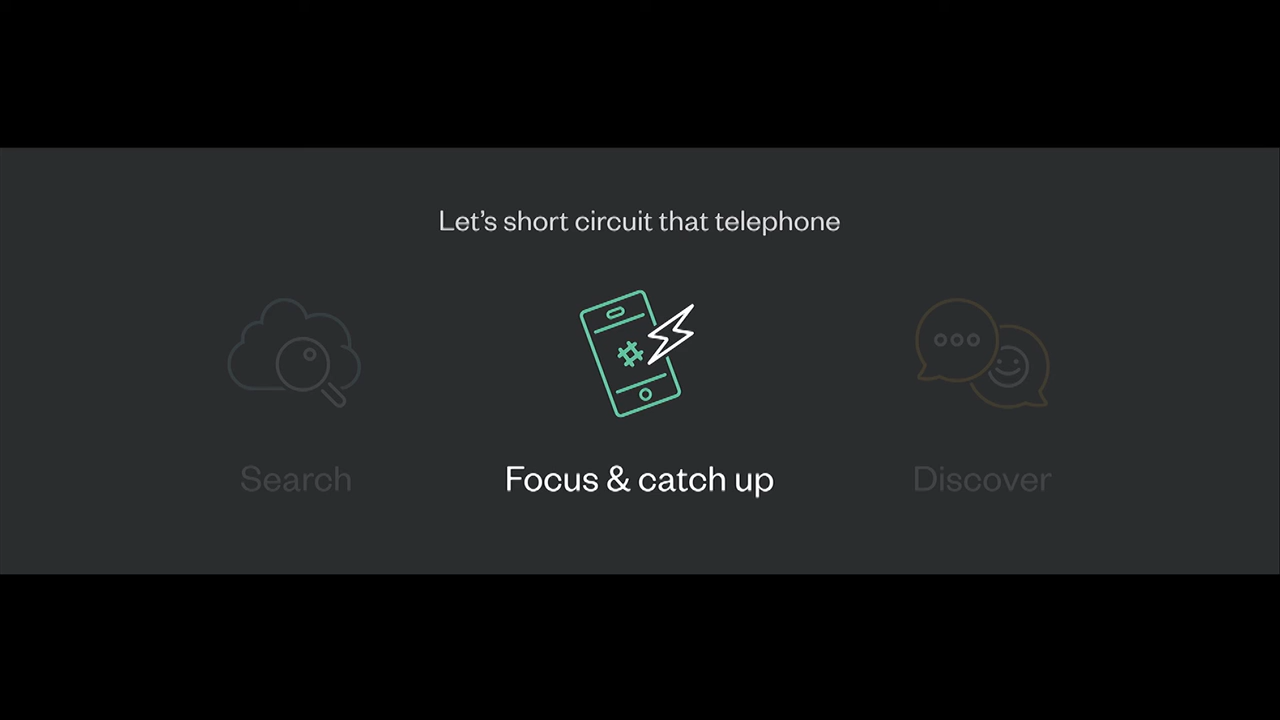 Let's short circuit that telephone
Search
Focus & catch up
Discover